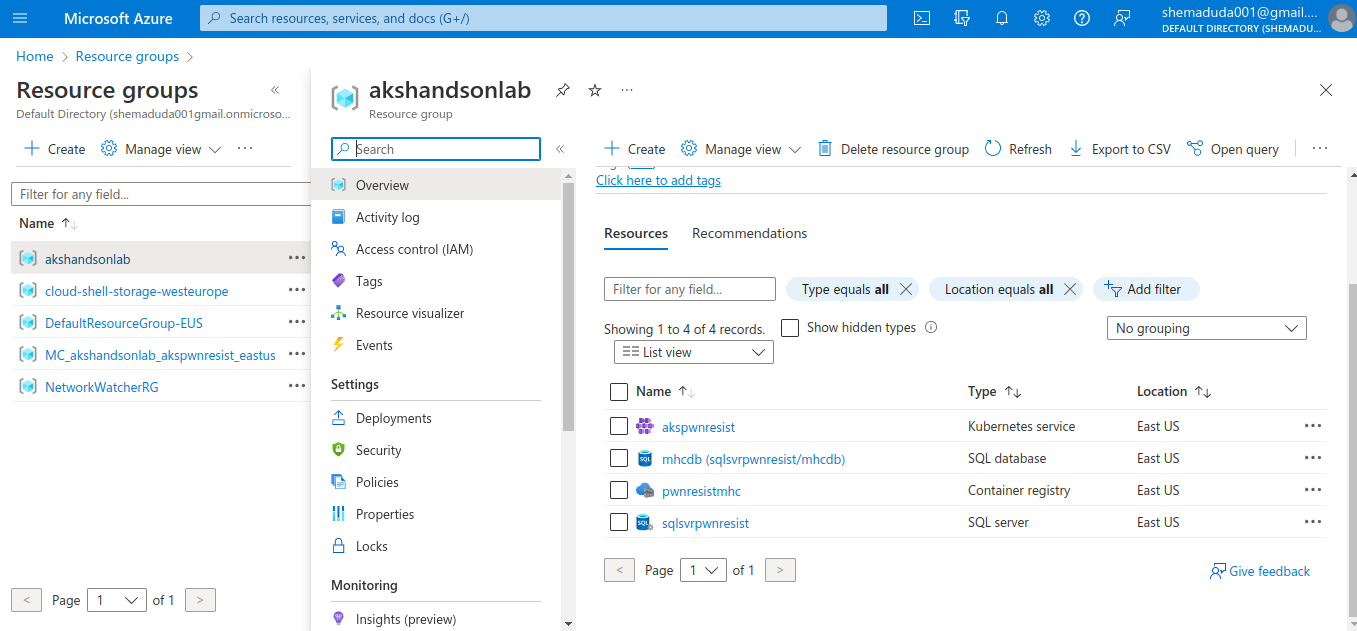 Microsoft Azure
Search resources, services, and docs (G+/)
shemaduda001@gmail....
DEFAULT DIRECTORY (SHEMADU...
Home > Resource groups >
Resource groups
Default Directory (shemaduda001gmail.onmicroso...
Create
Manage view
Filter for any field...
Name
akshandsonlab
cloud-shell-storage-westeurope
DefaultResourceGroup-EUS
MC_akshandsonlab_akspwnresist_eastus
NetworkWatcherRG
< Page 1 of 1 >
akshandsonlab
Resource group
Search
Overview
Activity log
Access control (IAM)
Tags
Resource visualizer
Events
Settings
Deployments
Security
Policies
Properties
Locks
Monitoring
Insights (preview)
Create
Manage view
Delete resource group
Refresh
Export to CSV
Open query
Click here to add tags
Resources
Recommendations
Filter for any field...
Type equals all
Location equals all
Add filter
Showing 1 to 4 of 4 records.
Show hidden types
No grouping
List view
Name Type Location
akspwnresist Kubernetes service East US
mhcdb (sqlsvrpwnresist/mhcdb) SQL database East US
pwnresistmhc Container registry East US
sqlsvrpwnresist SQL server East US
< Page 1 of 1 >
Give feedback